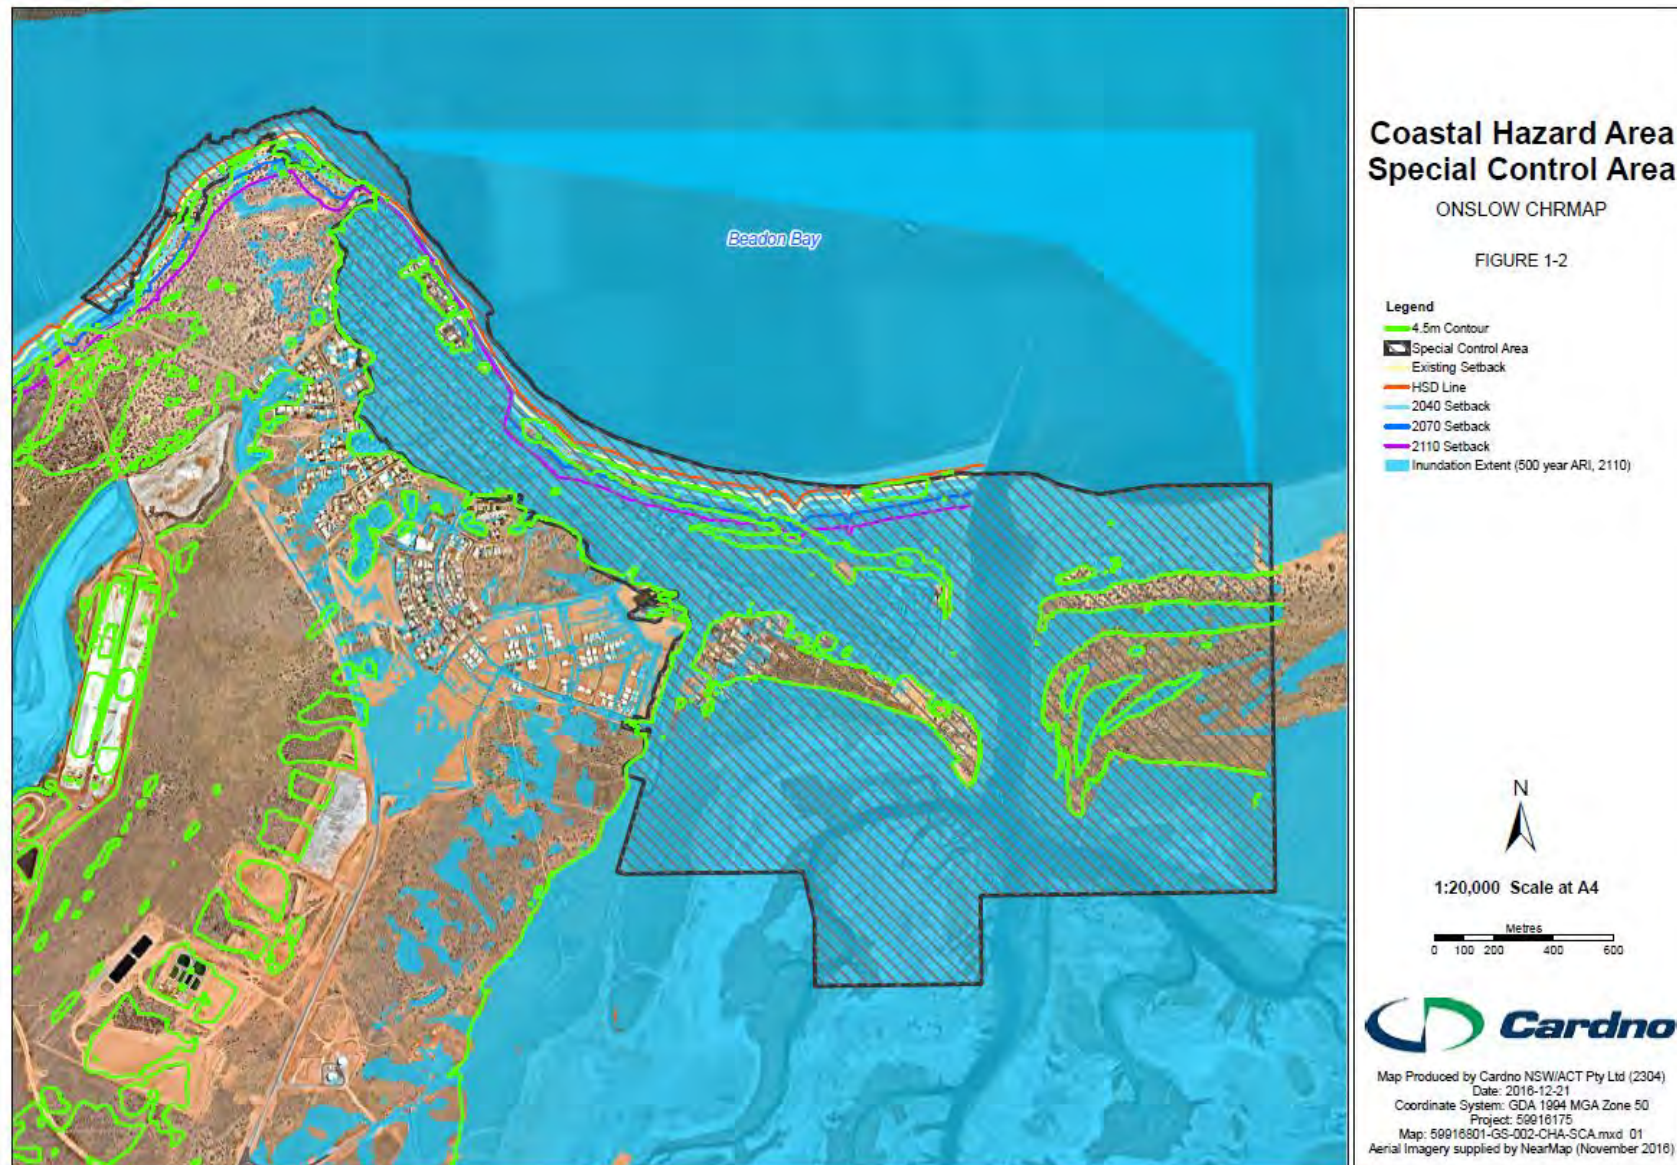 Beadon Bay
Coastal Hazard Area
Special Control Area
ONSLOW CHRMAP
FIGURE 1-2
Legend
4.5m Contour
Special Control Area
Existing Setback
HSD Line
2040 Setback
2070 Setback
2110 Setback
Inundation Extent (500 year ARI, 2110)
N
1:20,000 Scale at A4
Metres
0 100 200 400 600
Cardno
Map Produced by Cardno NSW/ACT Pty Ltd (2304)
Date: 2016-12-21
Coordinate System: GDA 1994 MGA Zone 50
Project: 59916175
Map: 59916801-GS-002-CHA-SCA.mxd 01
Aerial Imagery supplied by NearMap (November 2016)